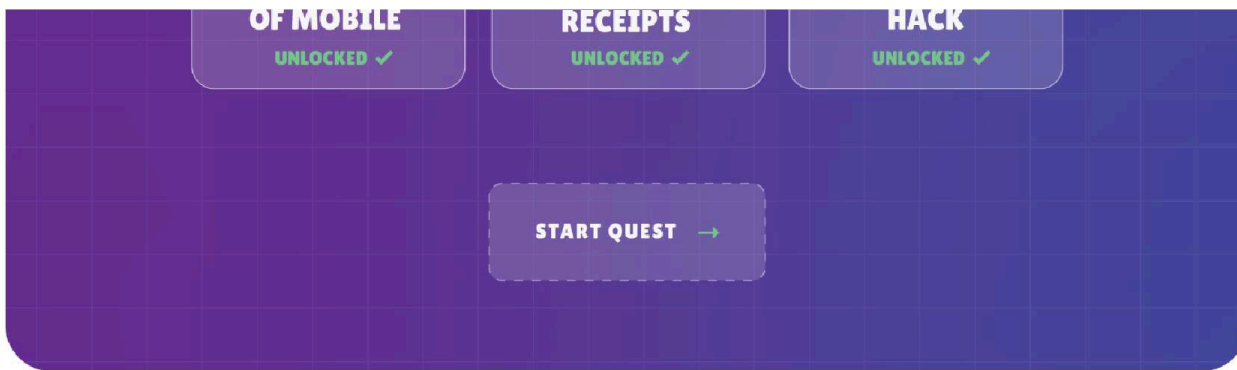 OF MOBILE
UNLOCKED ✓
RECEIPTS
UNLOCKED ✓
HACK
UNLOCKED ✓
START QUEST →